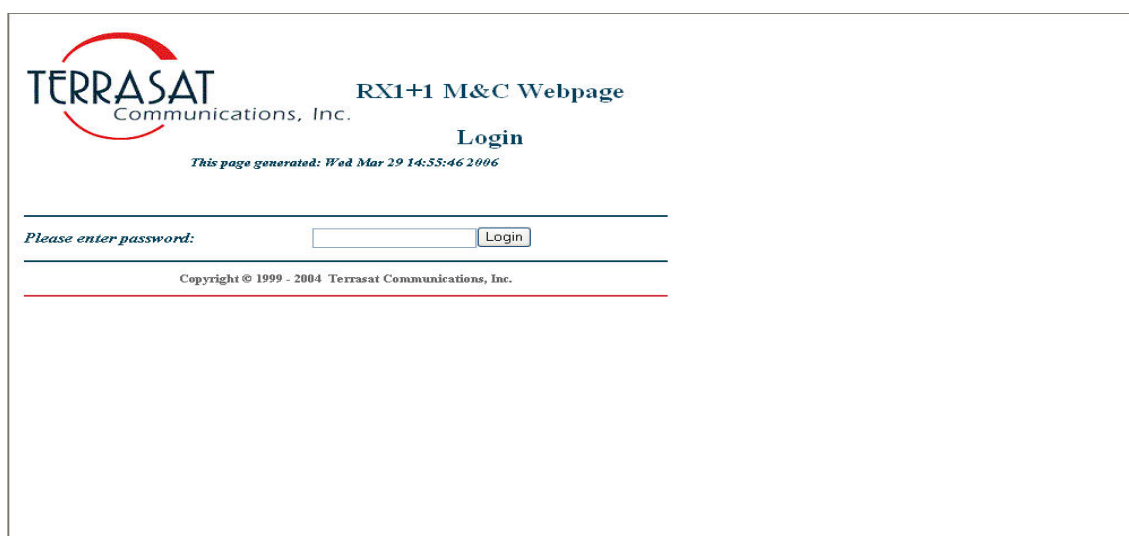 TERRASAT
Communications, Inc.
RX1+1 M&C Webpage
Login
This page generated: Wed Mar 29 14:55:46 2006
Please enter password:
Login
Copyright © 1999 - 2004 Terrasat Communications, Inc.